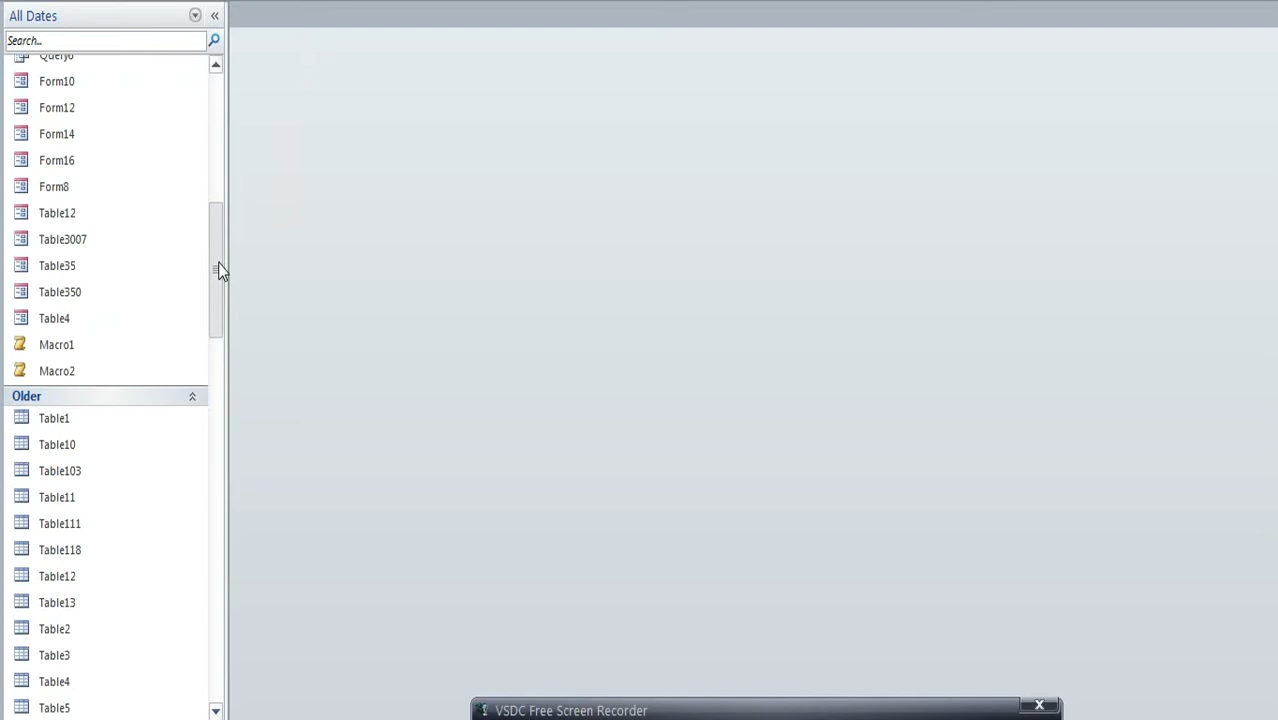 All Dates
Search...
Query6
Form10
Form12
Form14
Form16
Form8
Table12
Table3007
Table35
Table350
Table4
Macro1
Macro2
Older
Table1
Table10
Table103
Table11
Table111
Table118
Table12
Table13
Table2
Table3
Table4
Table5
VSDC Free Screen Recorder